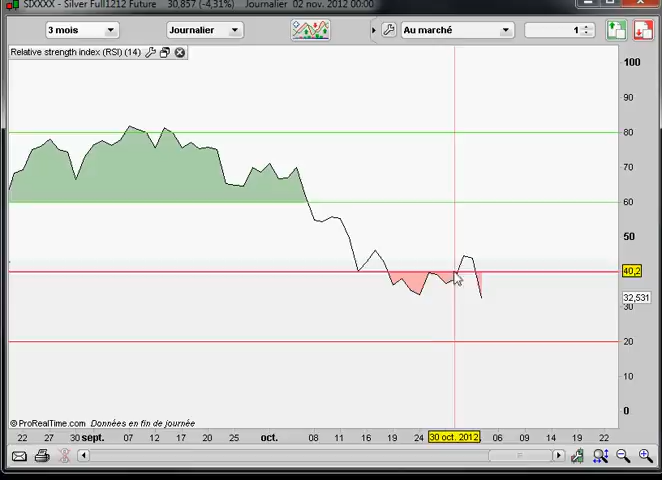 SIXXXX - Silver Full1212 Future 30,857 (-4,31%) Journalier 02 nov. 2012 00:00
3 mois Journalier Au marché 1
Relative strength index (RSI) (14)
100
90
80
70
60
50
40,2
32,531
30
20
10
0
© ProRealTime.com Données en fin de journée
22 27 30 sept. 07 12 17 20 25 oct. 08 11 16 19 24 30 oct. 2012 06 09 14 19 22